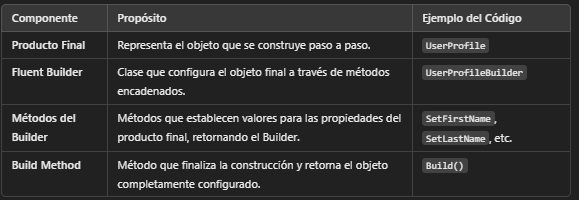 Componente Propósito Ejemplo del Código
Producto Final Representa el objeto que se construye paso a paso. UserProfile
Fluent Builder Clase que configura el objeto final a través de métodos encadenados. UserProfileBuilder
Métodos del Builder Métodos que establecen valores para las propiedades del producto final, retornando el Builder. SetFirstName, SetLastName, etc.
Build Method Método que finaliza la construcción y retorna el objeto completamente configurado. Build()